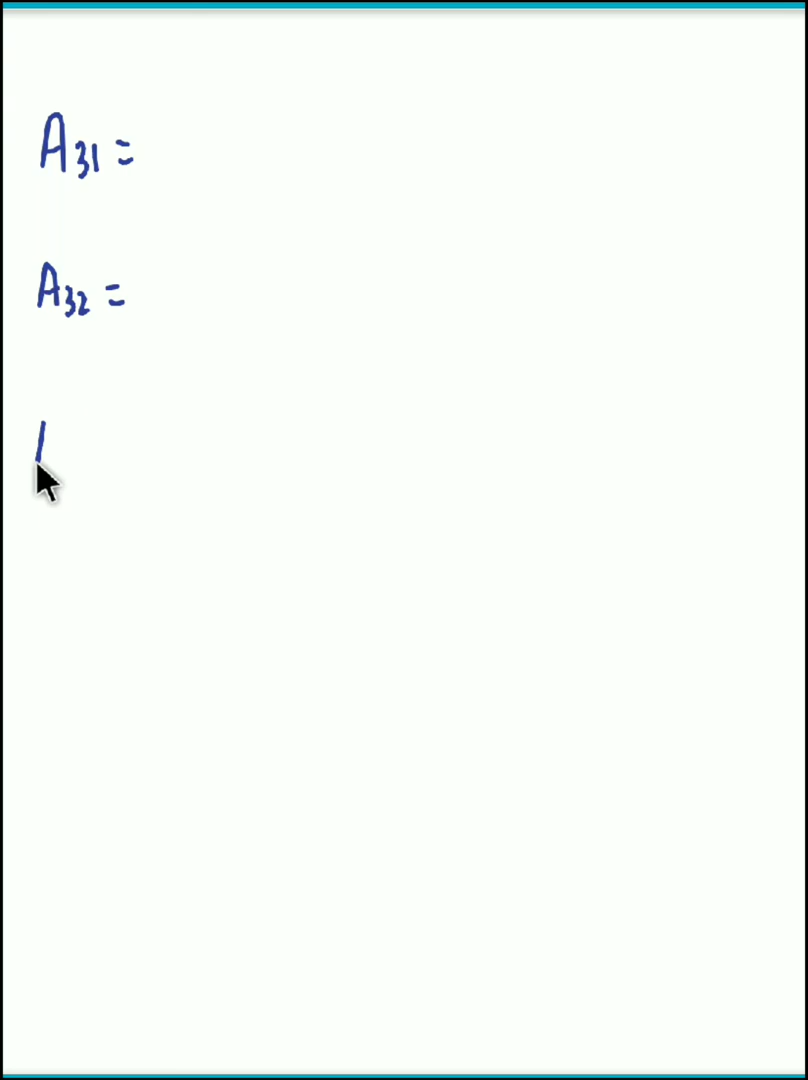 A₃₁ =
A₃₂ =